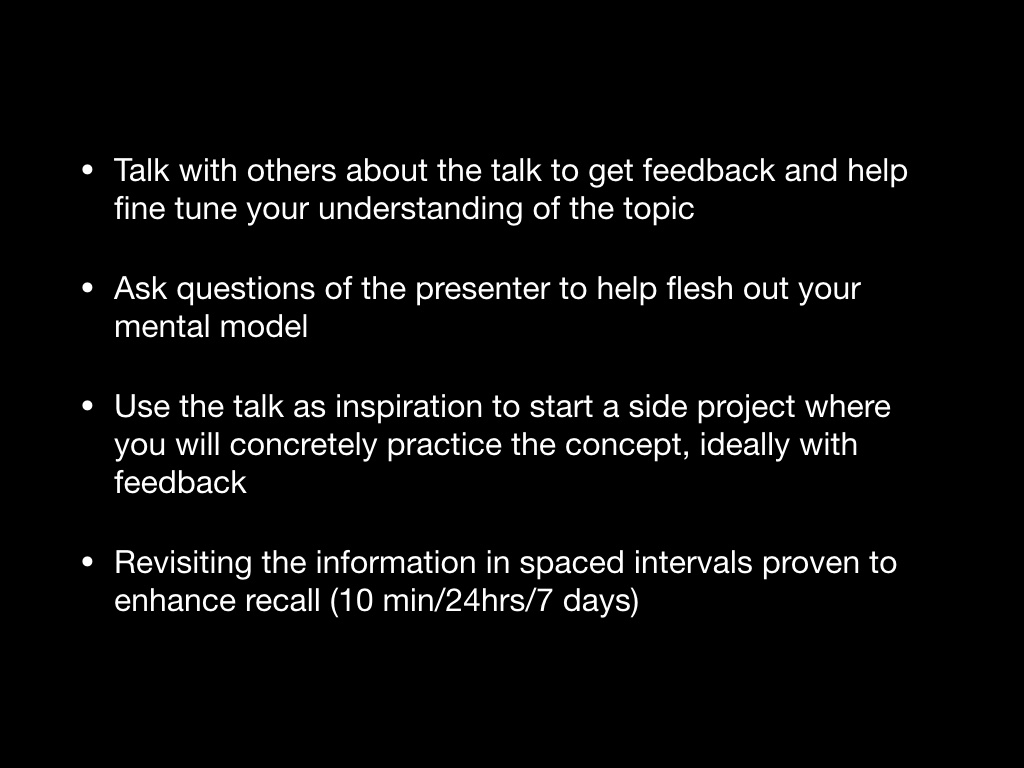 • Talk with others about the talk to get feedback and help
fine tune your understanding of the topic
• Ask questions of the presenter to help flesh out your
mental model
• Use the talk as inspiration to start a side project where
you will concretely practice the concept, ideally with
feedback
• Revisiting the information in spaced intervals proven to
enhance recall (10 min/24hrs/7 days)